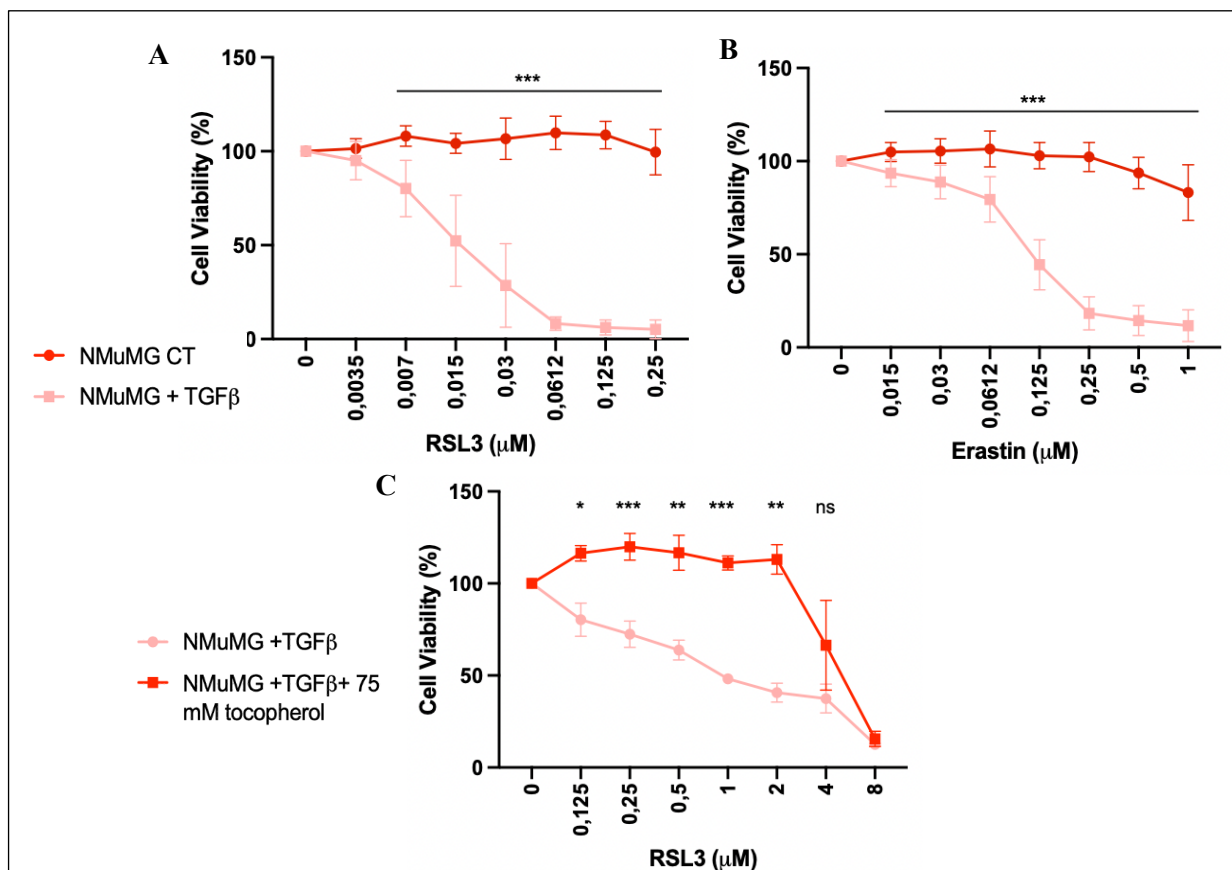 A
150
100
50
0
Cell Viability (%)
***
0
0,0035
0,007
0,015
0,03
0,0612
0,125
0,25
RSL3 (μM)
B
150
100
50
0
Cell Viability (%)
***
0
0,015
0,03
0,0612
0,125
0,25
0,5
1
Erastin (μM)
NMuMG CT
NMuMG + TGFβ
C
150
100
50
0
Cell Viability (%)
* *** ** *** ** ns
0
0,125
0,25
0,5
1
2
4
8
RSL3 (μM)
NMuMG +TGFβ
NMuMG +TGFβ+ 75
mM tocopherol